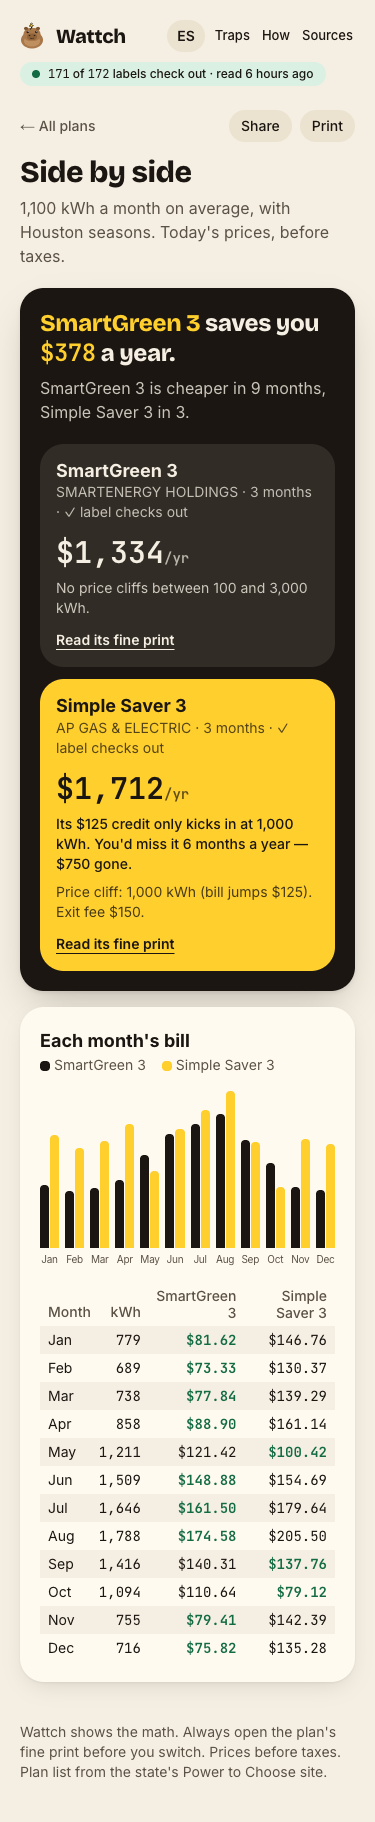 Wattch
ES Traps How Sources
171 of 172 labels check out · read 6 hours ago
← All plans
Share Print
Side by side
1,100 kWh a month on average, with
Houston seasons. Today's prices, before
taxes.
SmartGreen 3 saves you
$378 a year.
SmartGreen 3 is cheaper in 9 months,
Simple Saver 3 in 3.
SmartGreen 3
SMARTENERGY HOLDINGS · 3 months
· ✓ label checks out
$1,334/yr
No price cliffs between 100 and 3,000
kWh.
Read its fine print
Simple Saver 3
AP GAS & ELECTRIC · 3 months · ✓
label checks out
$1,712/yr
Its $125 credit only kicks in at 1,000
kWh. You'd miss it 6 months a year —
$750 gone.
Price cliff: 1,000 kWh (bill jumps $125).
Exit fee $150.
Read its fine print
Each month's bill
SmartGreen 3 Simple Saver 3
Jan Feb Mar Apr May Jun Jul Aug Sep Oct Nov Dec
SmartGreen Simple
Month kWh 3 Saver 3
Jan 779 $81.62 $146.76
Feb 689 $73.33 $130.37
Mar 738 $77.84 $139.29
Apr 858 $88.90 $161.14
May 1,211 $121.42 $100.42
Jun 1,509 $148.88 $154.69
Jul 1,646 $161.50 $179.64
Aug 1,788 $174.58 $205.50
Sep 1,416 $140.31 $137.76
Oct 1,094 $110.64 $79.12
Nov 755 $79.41 $142.39
Dec 716 $75.82 $135.28
Wattch shows the math. Always open the plan's
fine print before you switch. Prices before taxes.
Plan list from the state's Power to Choose site.